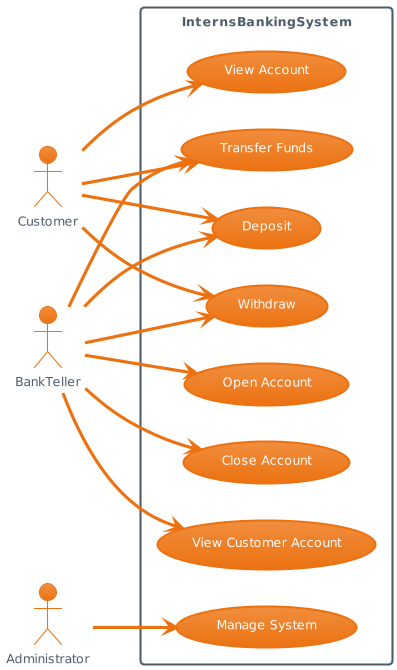 InternsBankingSystem
View Account
Transfer Funds
Customer
Deposit
Withdraw
BankTeller
Open Account
Close Account
View Customer Account
Manage System
Administrator